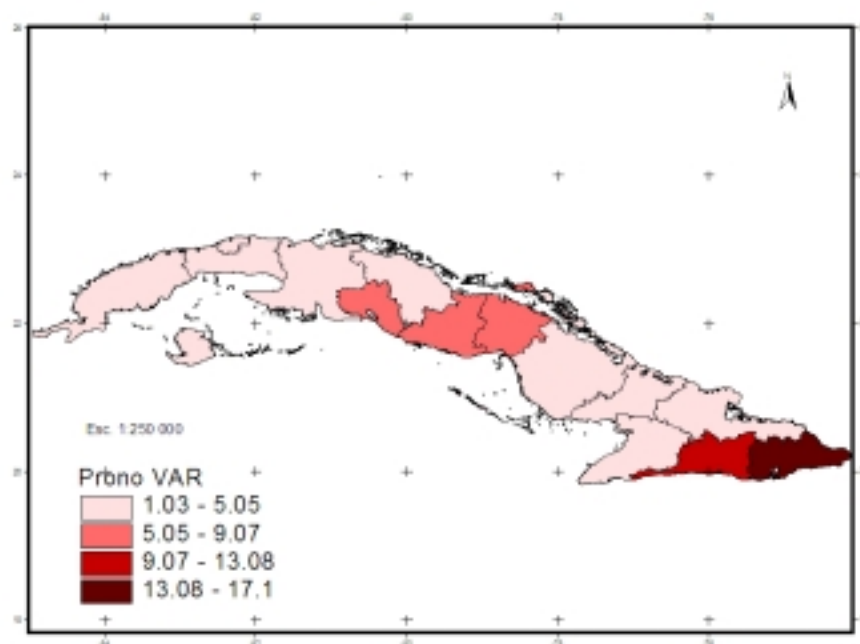 N
Esc. 1:250 000
Prbno VAR
1.03 - 5.05
5.05 - 9.07
9.07 - 13.08
13.08 - 17.1